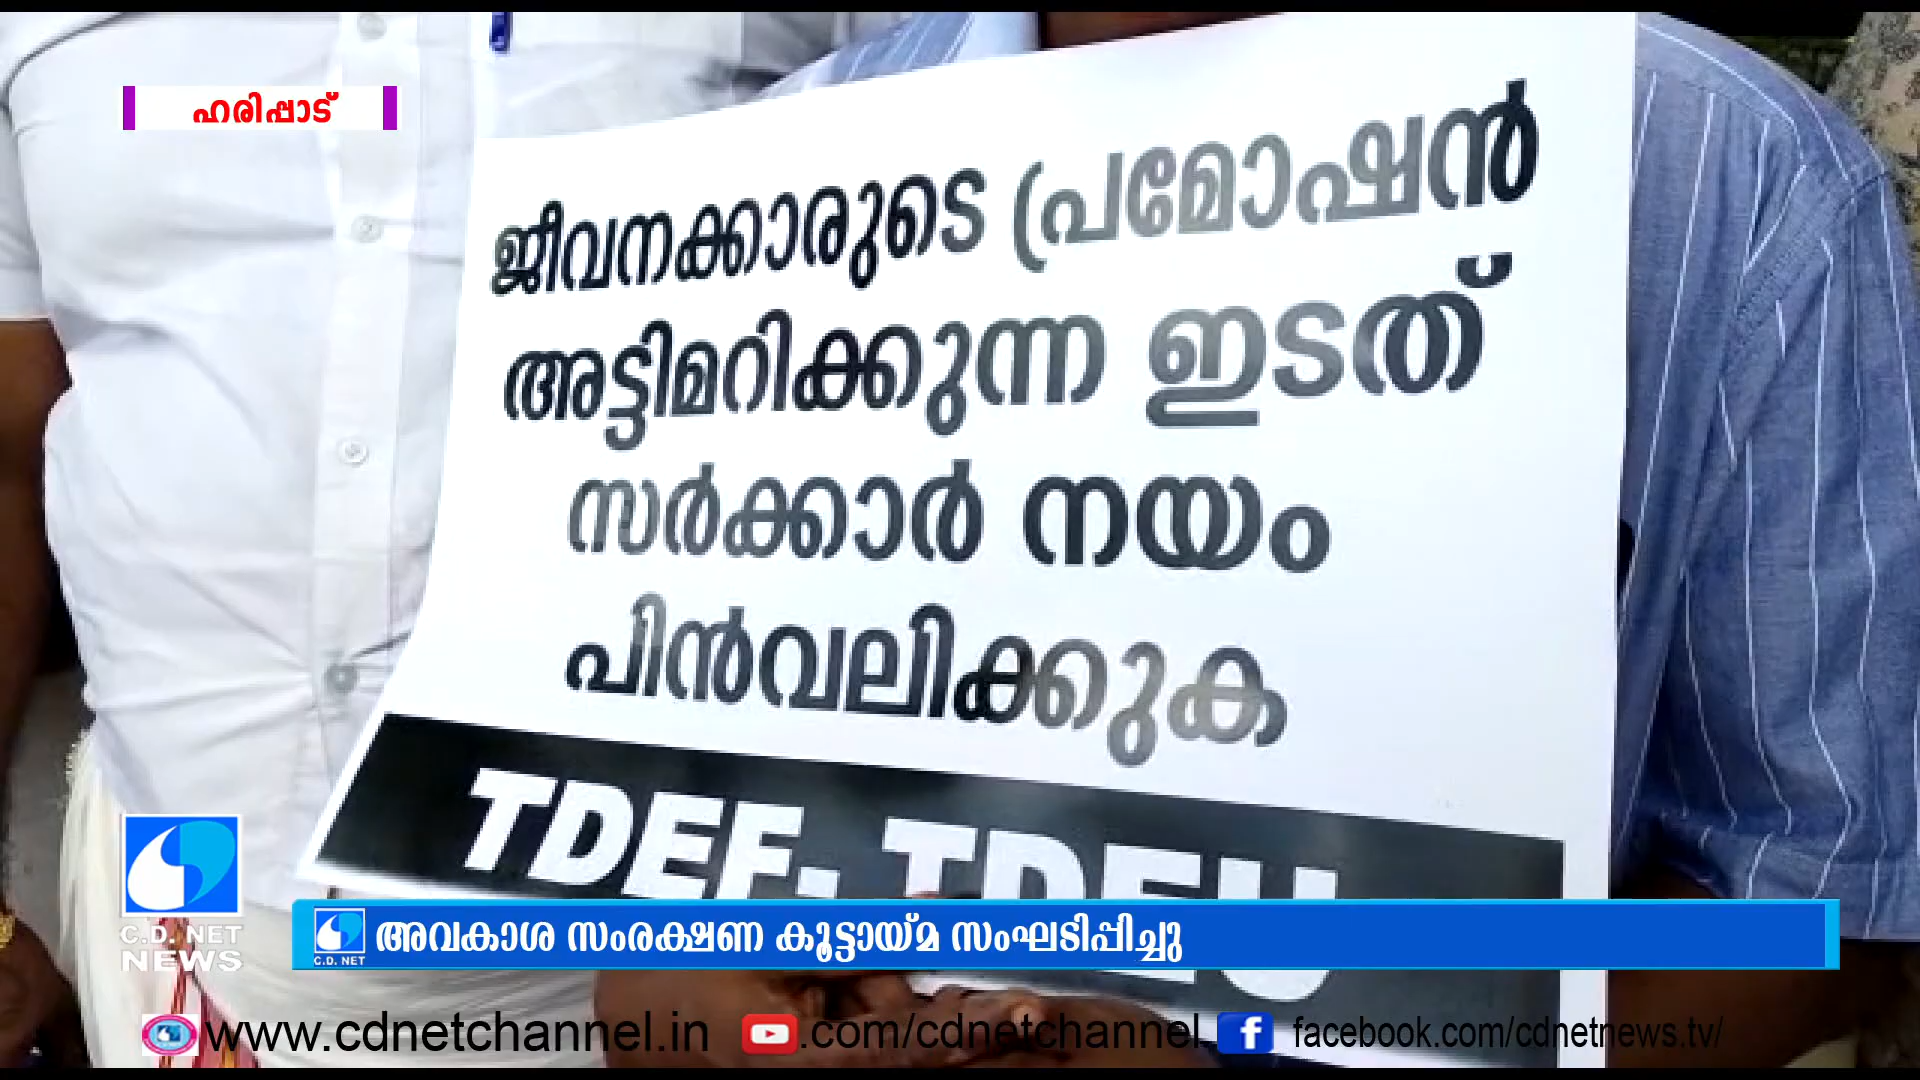 ഹരിപ്പാട്
ജീവനക്കാരുടെ പ്രമോഷൻ
അട്ടിമറിക്കുന്ന ഇടത്
സർക്കാർ നയം
പിൻവലിക്കുക
TDEF- TDEU
C.D. NET
NEWS
C.D. NET
അവകാശ സംരക്ഷണ കൂട്ടായ്മ സംഘടിപ്പിച്ചു
www.cdnetchannel.in .com/cdnetchannel facebook.com/cdnetnews.tv/